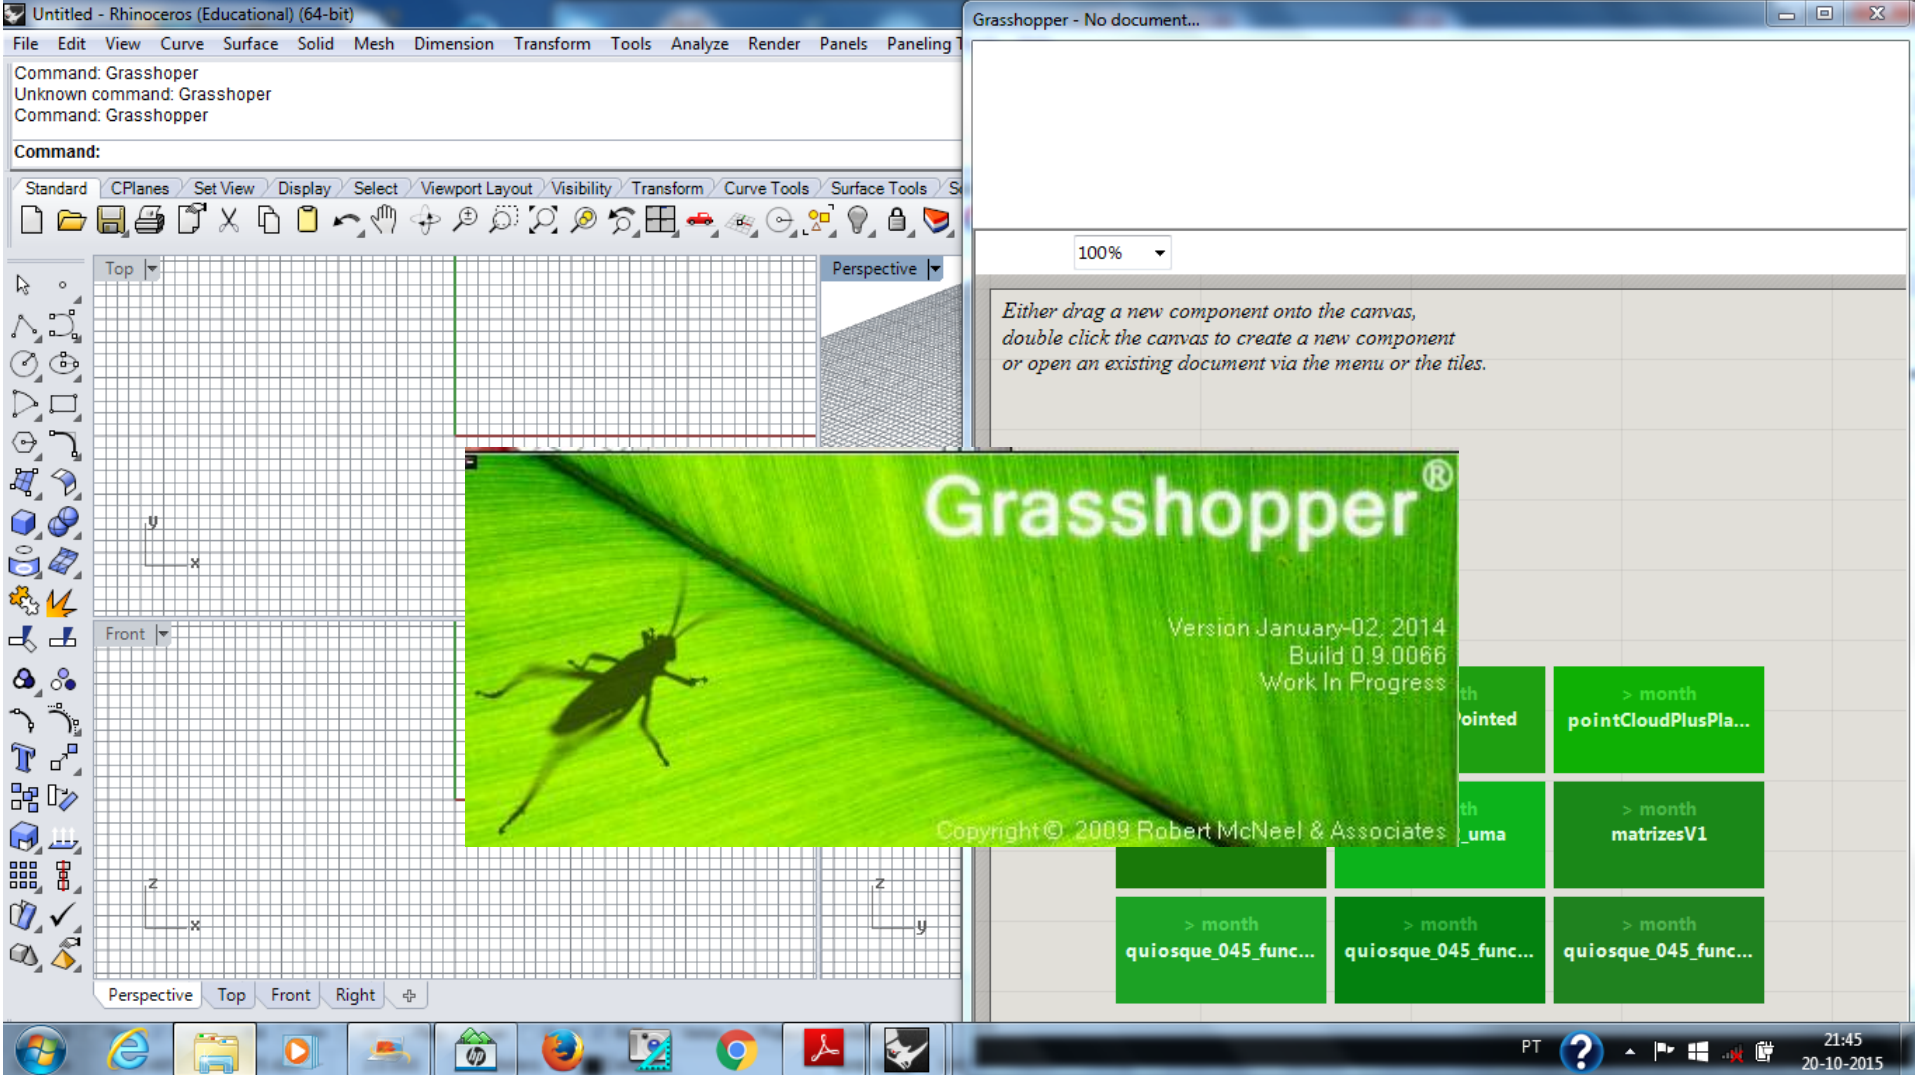 Untitled - Rhinoceros (Educational) (64-bit)
File Edit View Curve Surface Solid Mesh Dimension Transform Tools Analyze Render Panels Paneling
Command: Grasshoper
Unknown command: Grasshoper
Command: Grasshopper
Command:
Standard CPlanes Set View Display Select Viewport Layout Visibility Transform Curve Tools Surface Tools
Top
Perspective
y
x
Front
z
x
z
y
Perspective Top Front Right
Grasshopper - No document...
100%
Either drag a new component onto the canvas,
double click the canvas to create a new component
or open an existing document via the menu or the tiles.
Grasshopper®
Version January-02, 2014
Build 0.9.0066
Work In Progress
Copyright © 2009 Robert McNeel & Associates
> month
pointCloudPlusPla...
> month
matrizesV1
> month
quiosque_045_func...
> month
quiosque_045_func...
> month
quiosque_045_func...
hp
PT
21:45
20-10-2015